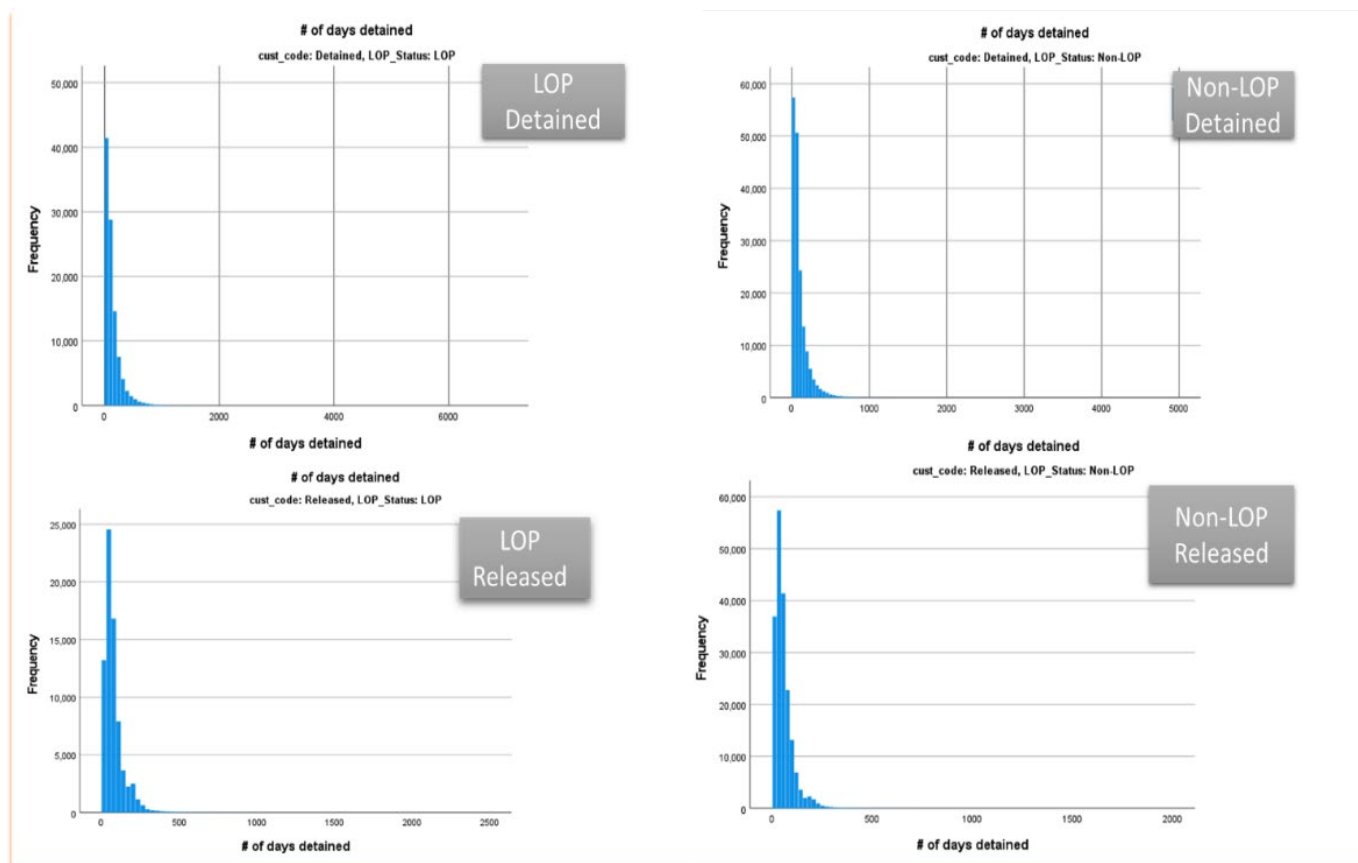 # of days detained
cust_code: Detained, LOP_Status: LOP
LOP
Detained
50,000
40,000
30,000
20,000
10,000
0
Frequency
0 2000 4000 6000
# of days detained
# of days detained
cust_code: Detained, LOP_Status: Non-LOP
Non-LOP
Detained
60,000
50,000
40,000
30,000
20,000
10,000
0
Frequency
0 1000 2000 3000 4000 5000
# of days detained
# of days detained
cust_code: Released, LOP_Status: LOP
LOP
Released
25,000
20,000
15,000
10,000
5,000
0
Frequency
0 500 1000 1500 2000 2500
# of days detained
cust_code: Released, LOP_Status: Non-LOP
Non-LOP
Released
60,000
50,000
40,000
30,000
20,000
10,000
0
Frequency
0 500 1000 1500 2000
# of days detained